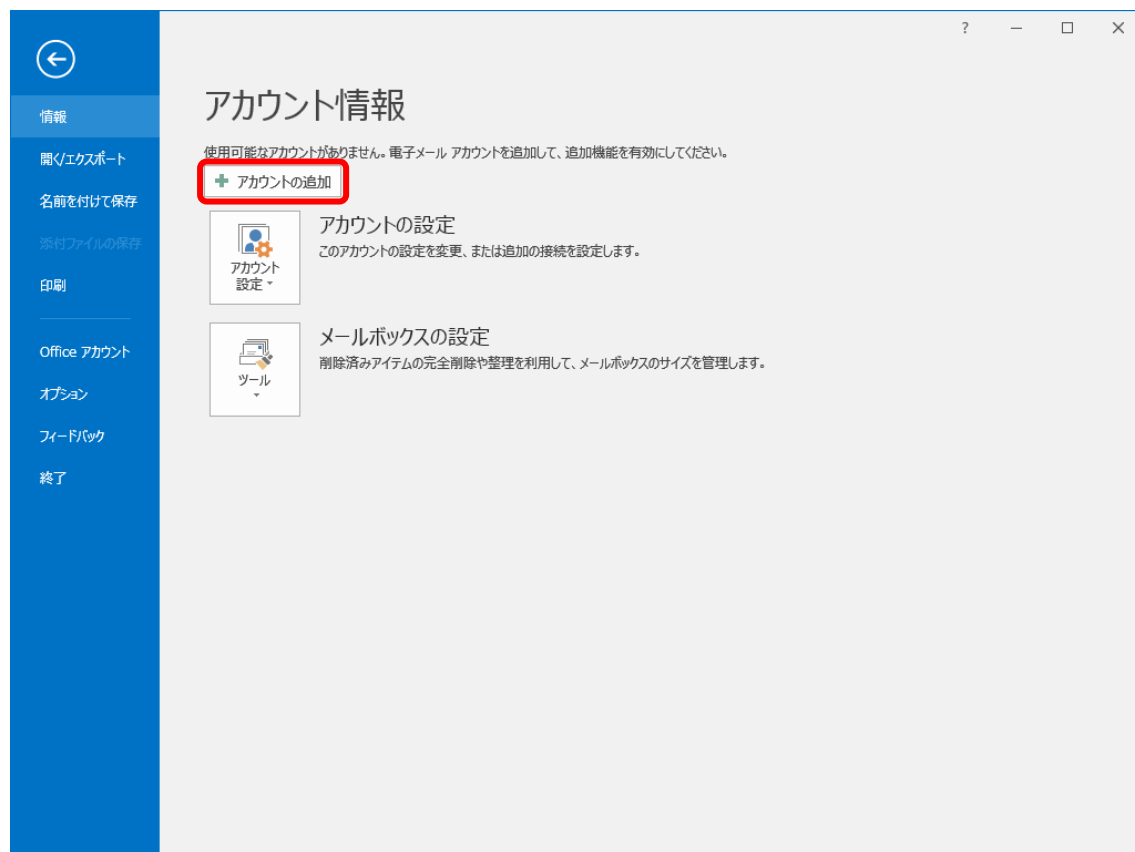 ?
情報
開く/エクスポート
名前を付けて保存
添付ファイルの保存
印刷
Office アカウント
オプション
フィードバック
終了
アカウント情報
使用可能なアカウントがありません。電子メール アカウントを追加して、追加機能を有効にしてください。
アカウントの追加
アカウント
設定
アカウントの設定
このアカウントの設定を変更、または追加の接続を設定します。
ツール
メールボックスの設定
削除済みアイテムの完全削除や整理を利用して、メールボックスのサイズを管理します。